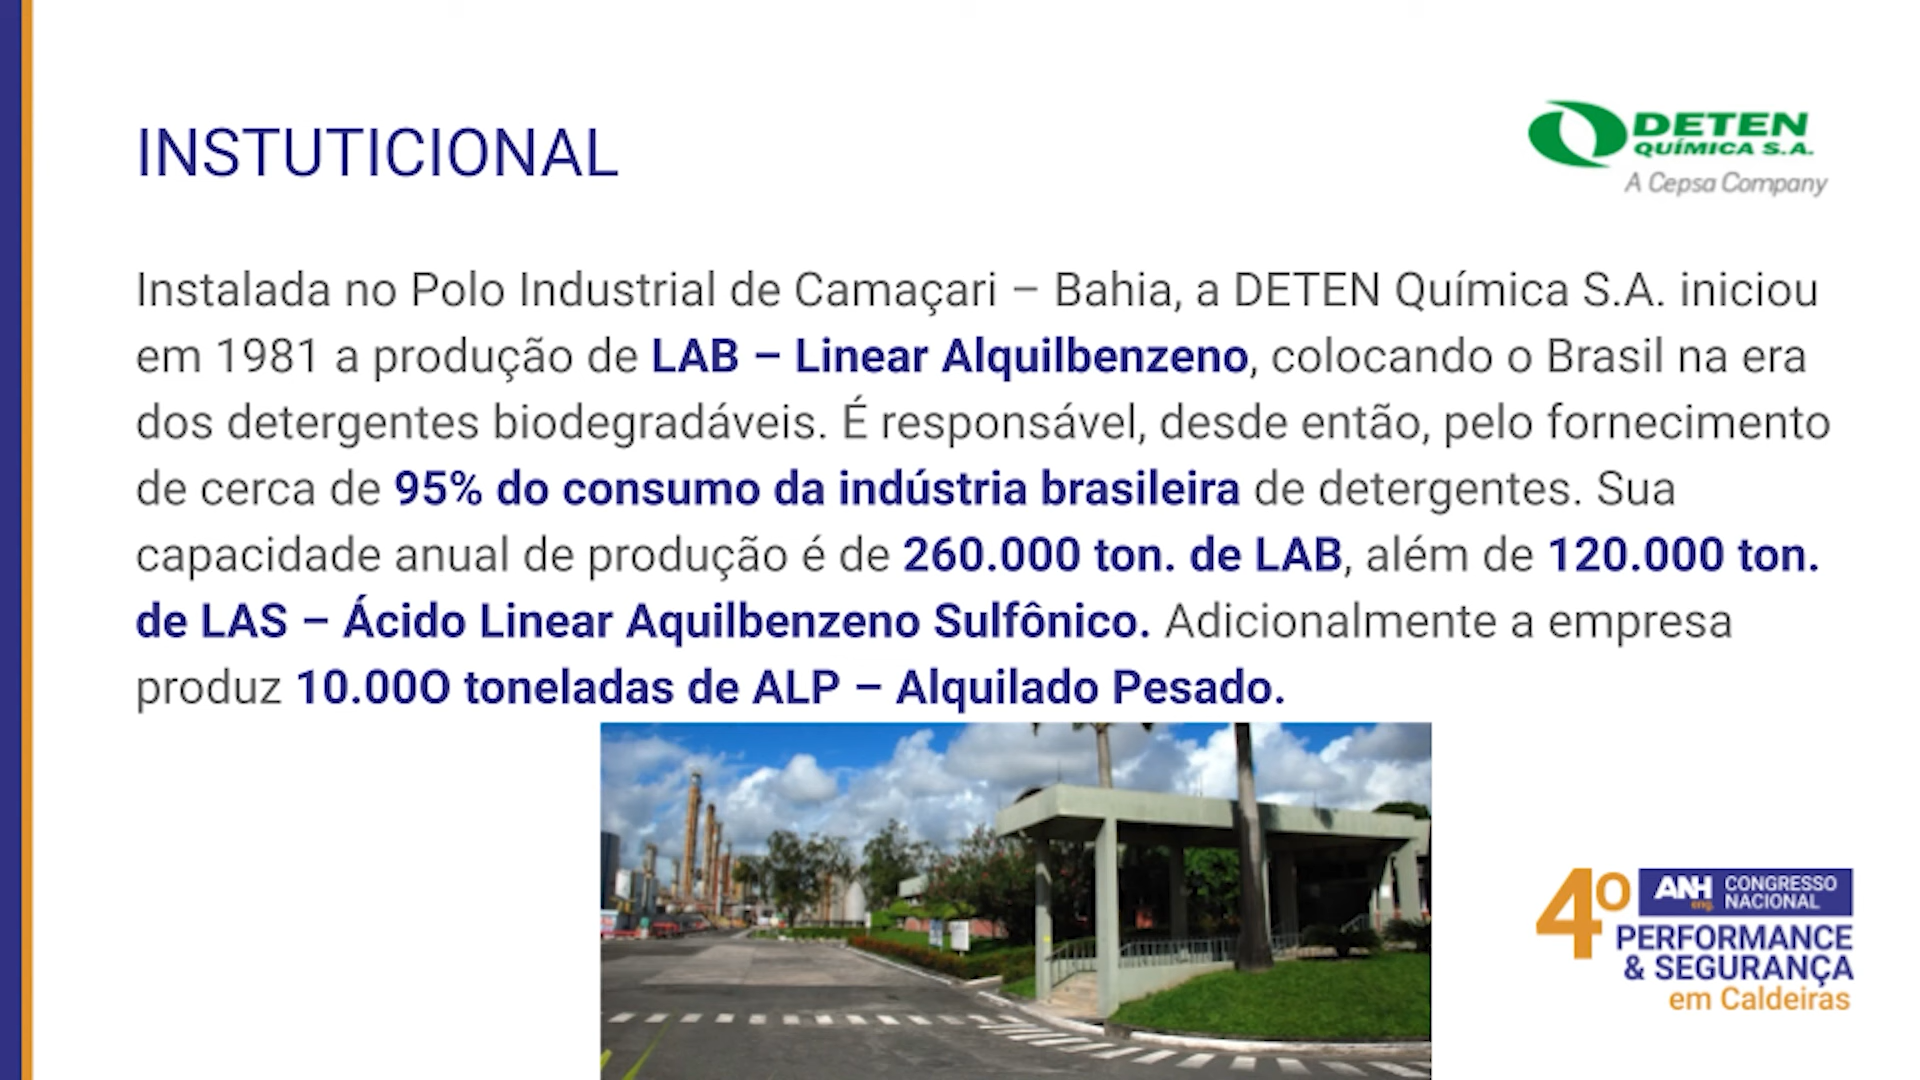 INSTUTICIONAL
DETEN
QUÍMICA S.A.
A Cepsa Company
Instalada no Polo Industrial de Camaçari – Bahia, a DETEN Química S.A. iniciou
em 1981 a produção de LAB – Linear Alquilbenzeno, colocando o Brasil na era
dos detergentes biodegradáveis. É responsável, desde então, pelo fornecimento
de cerca de 95% do consumo da indústria brasileira de detergentes. Sua
capacidade anual de produção é de 260.000 ton. de LAB, além de 120.000 ton.
de LAS – Ácido Linear Aquilbenzeno Sulfônico. Adicionalmente a empresa
produz 10.00O toneladas de ALP – Alquilado Pesado.
4º ANH eng. CONGRESSO
NACIONAL
PERFORMANCE
& SEGURANÇA
em Caldeiras